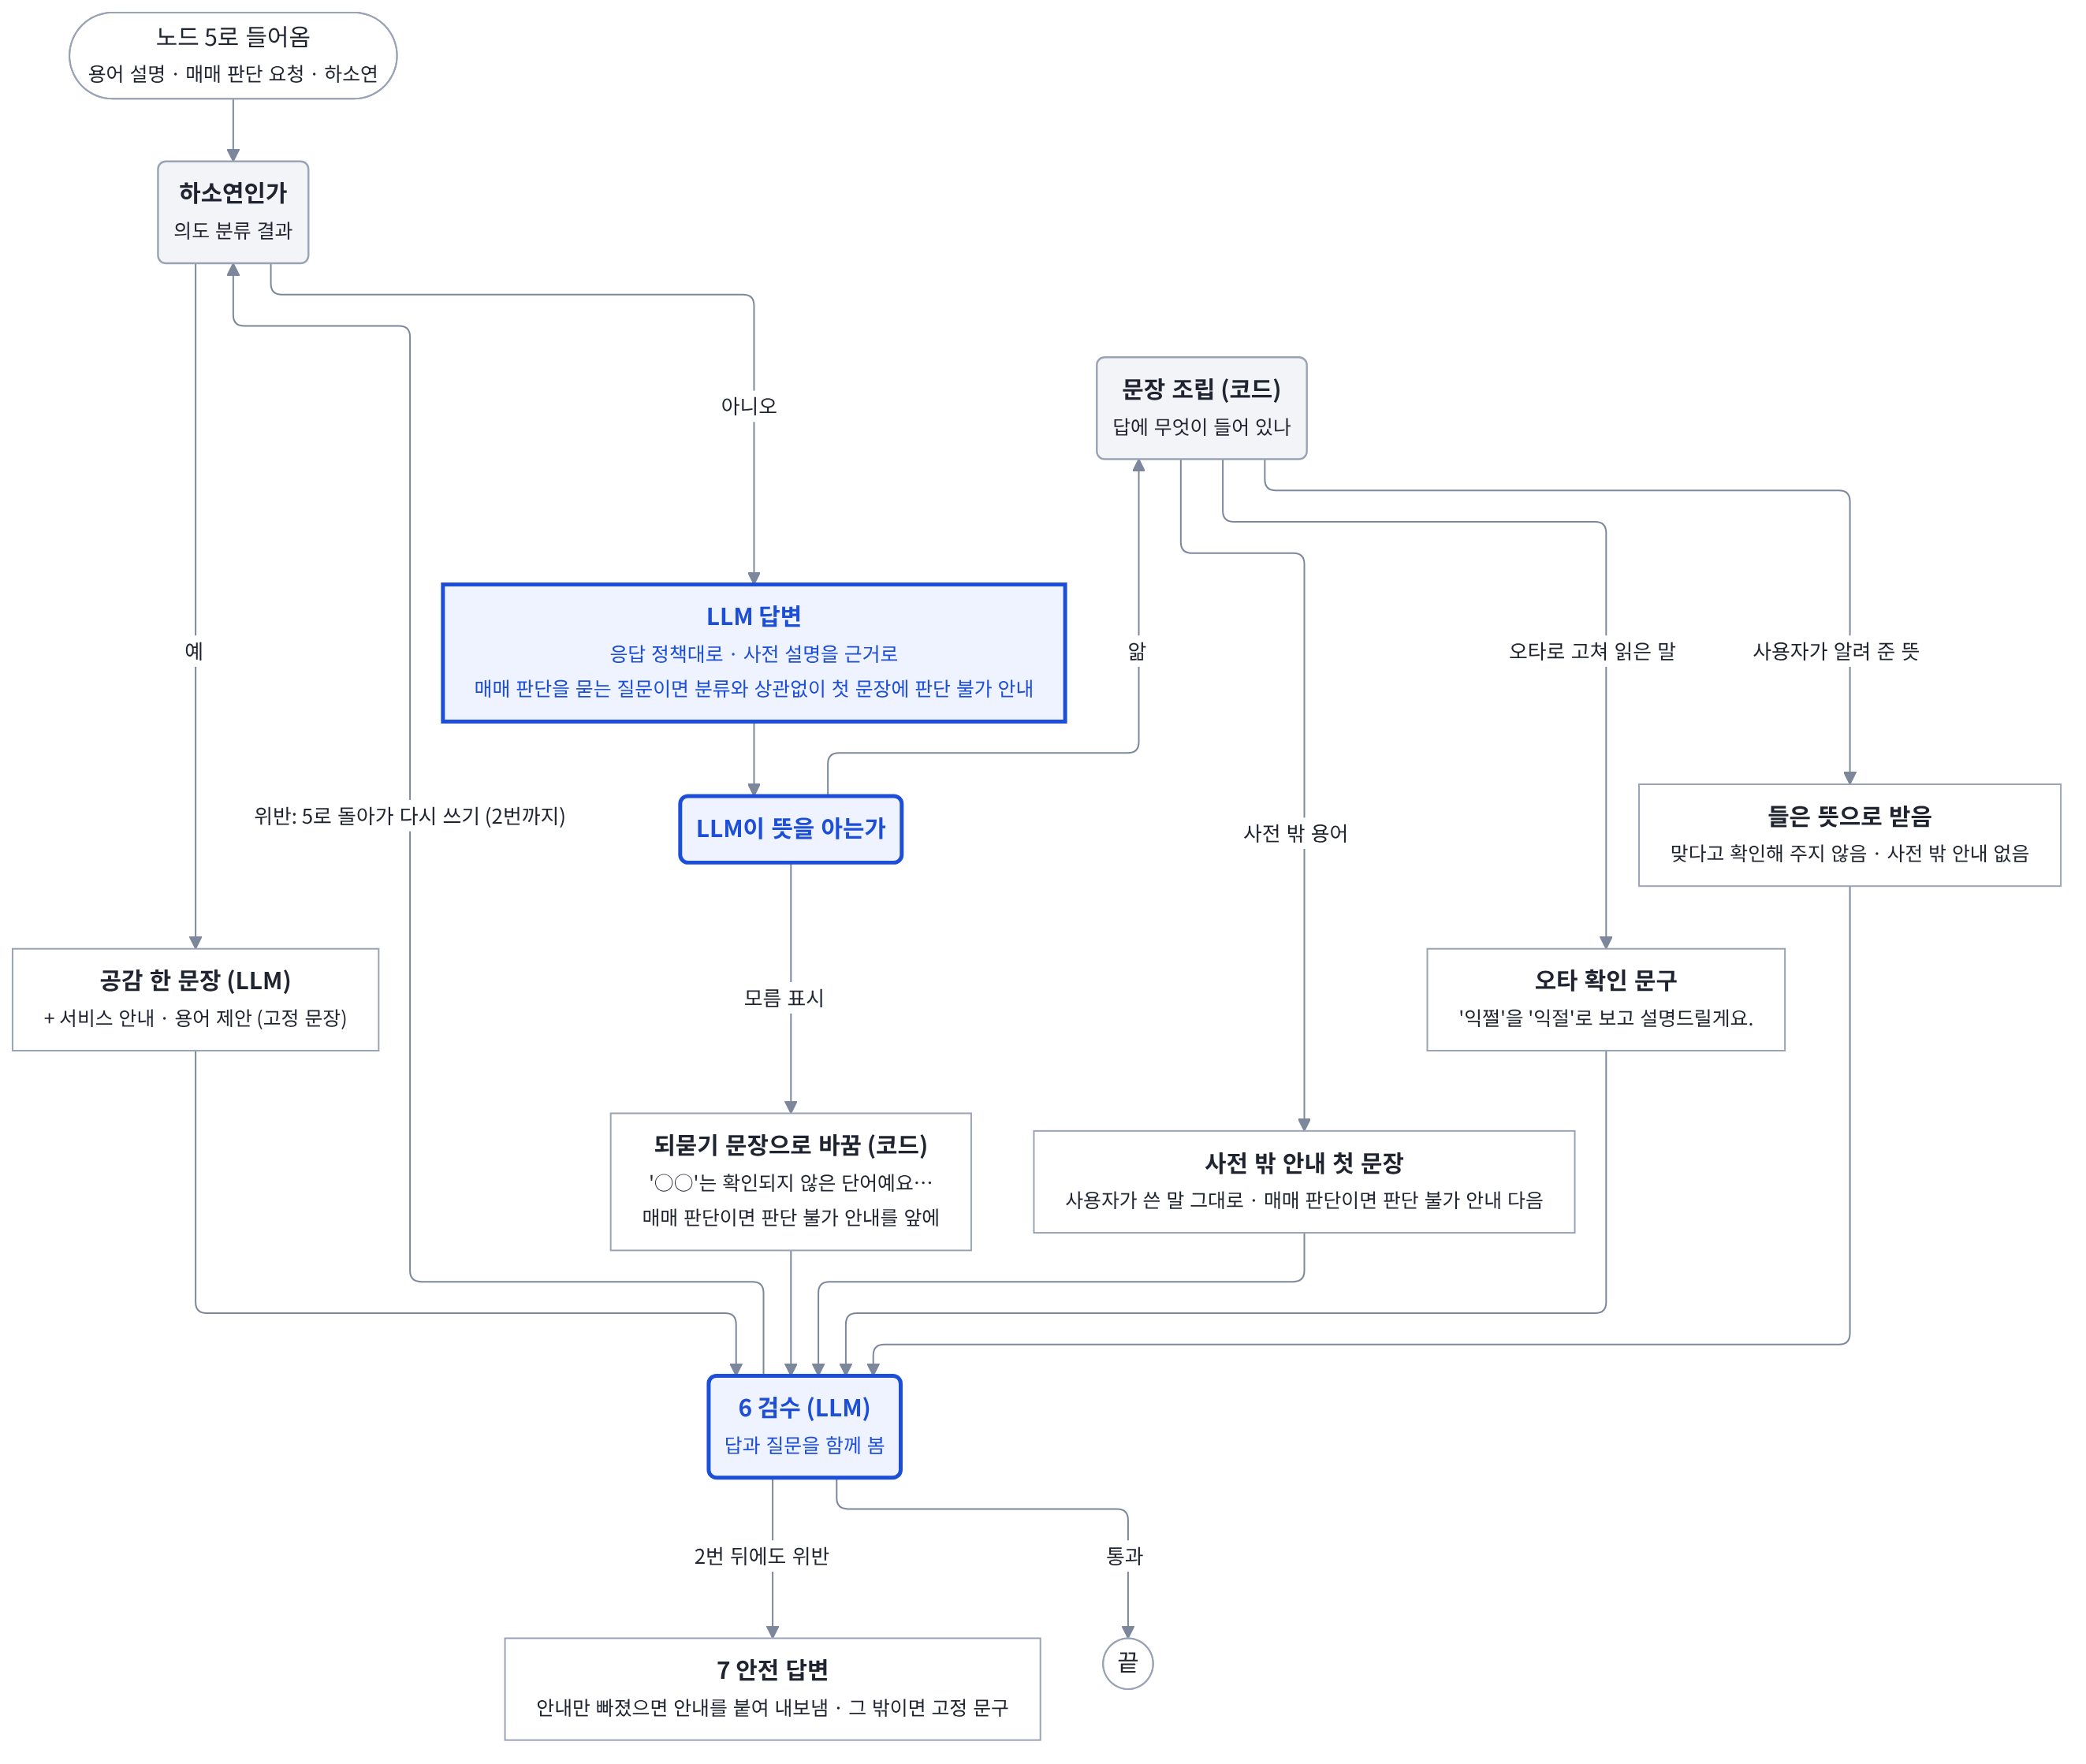 노드 5로 들어옴
용어 설명 · 매매 판단 요청 · 하소연
하소연인가
의도 분류 결과
아니오
문장 조립 (코드)
답에 무엇이 들어 있나
예
LLM 답변
응답 정책대로 · 사전 설명을 근거로
매매 판단을 묻는 질문이면 분류와 상관없이 첫 문장에 판단 불가 안내
앎
오타로 고쳐 읽은 말
사용자가 알려 준 뜻
위반: 5로 돌아가 다시 쓰기 (2번까지)
LLM이 뜻을 아는가
사전 밖 용어
들은 뜻으로 받음
맞다고 확인해 주지 않음 · 사전 밖 안내 없음
공감 한 문장 (LLM)
+ 서비스 안내 · 용어 제안 (고정 문장)
모름 표시
오타 확인 문구
'익쩔'을 '익절'로 보고 설명드릴게요.
되묻기 문장으로 바꿈 (코드)
'○○'는 확인되지 않은 단어예요…
매매 판단이면 판단 불가 안내를 앞에
사전 밖 안내 첫 문장
사용자가 쓴 말 그대로 · 매매 판단이면 판단 불가 안내 다음
6 검수 (LLM)
답과 질문을 함께 봄
2번 뒤에도 위반
통과
7 안전 답변
안내만 빠졌으면 안내를 붙여 내보냄 · 그 밖이면 고정 문구
끝